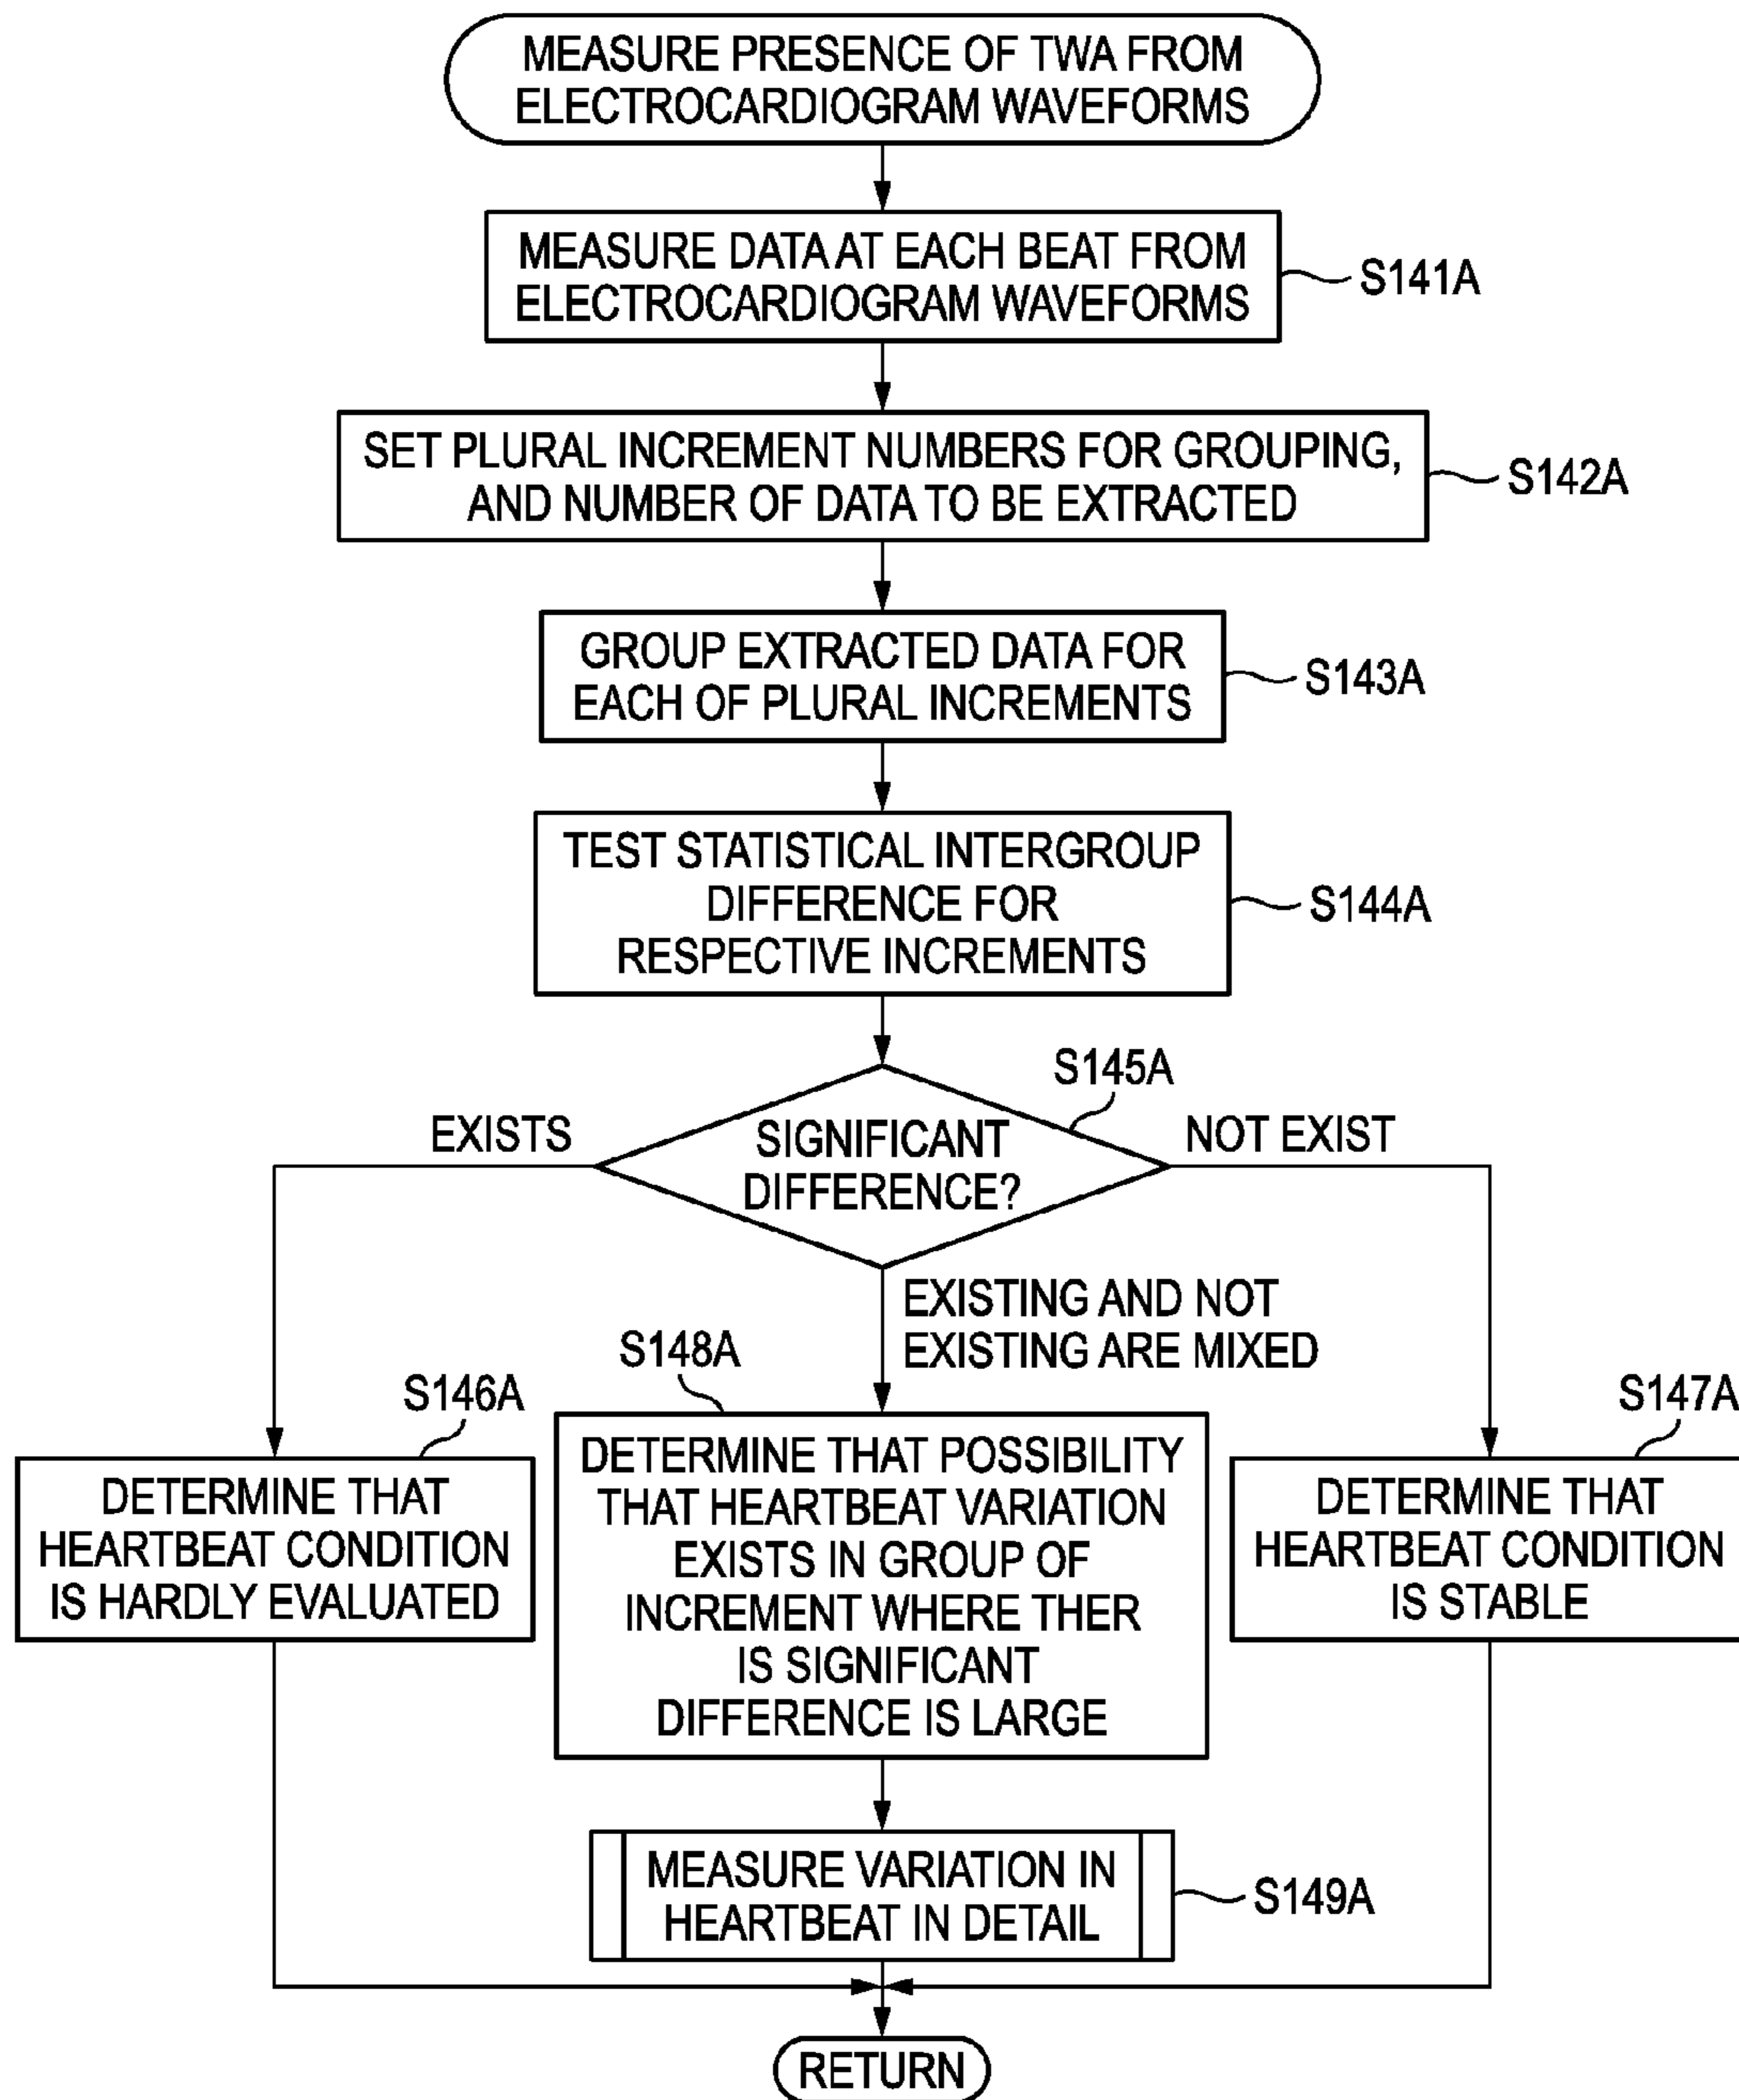 MEASURE PRESENCE OF TWA FROM
ELECTROCARDIOGRAM WAVEFORMS
MEASURE DATA AT EACH BEAT FROM
ELECTROCARDIOGRAM WAVEFORMS
S141A
SET PLURAL INCREMENT NUMBERS FOR GROUPING,
AND NUMBER OF DATA TO BE EXTRACTED
S142A
GROUP EXTRACTED DATA FOR
EACH OF PLURAL INCREMENTS
S143A
TEST STATISTICAL INTERGROUP
DIFFERENCE FOR
RESPECTIVE INCREMENTS
S144A
S145A
SIGNIFICANT
DIFFERENCE?
EXISTS
NOT EXIST
EXISTING AND NOT
EXISTING ARE MIXED
S146A
DETERMINE THAT
HEARTBEAT CONDITION
IS HARDLY EVALUATED
S148A
DETERMINE THAT POSSIBILITY
THAT HEARTBEAT VARIATION
EXISTS IN GROUP OF
INCREMENT WHERE THER
IS SIGNIFICANT
DIFFERENCE IS LARGE
S147A
DETERMINE THAT
HEARTBEAT CONDITION
IS STABLE
MEASURE VARIATION IN
HEARTBEAT IN DETAIL
S149A
RETURN